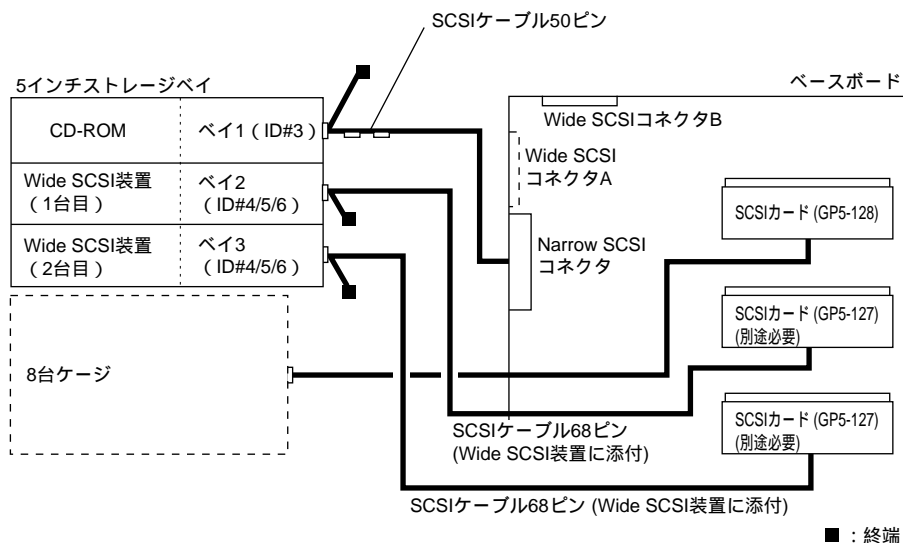 SCSIケーブル50ピン
5インチストレージベイ
ベースボード
CD-ROM
ベイ1（ID#3）
Wide SCSI装置
（1台目）
ベイ2
（ID#4/5/6）
Wide SCSI装置
（2台目）
ベイ3
（ID#4/5/6）
8台ケージ
Wide SCSIコネクタB
Wide SCSI
コネクタA
Narrow SCSI
コネクタ
SCSIカード (GP5-128)
SCSIカード (GP5-127)
(別途必要)
SCSIカード (GP5-127)
(別途必要)
SCSIケーブル68ピン
(Wide SCSI装置に添付)
SCSIケーブル68ピン (Wide SCSI装置に添付)
■：終端